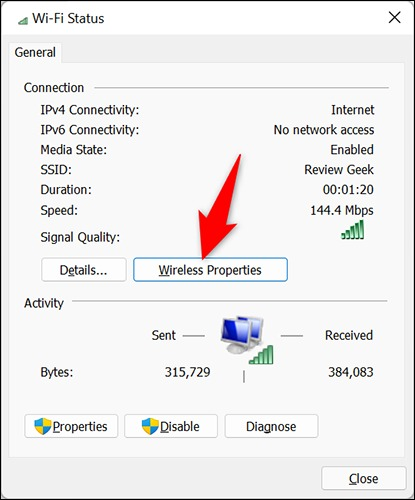 Wi-Fi Status
General
Connection
IPv4 Connectivity: Internet
IPv6 Connectivity: No network access
Media State: Enabled
SSID: Review Geek
Duration: 00:01:20
Speed: 144.4 Mbps
Signal Quality:
Details... Wireless Properties
Activity
Sent Received
Bytes: 315,729 384,083
Properties Disable Diagnose
Close